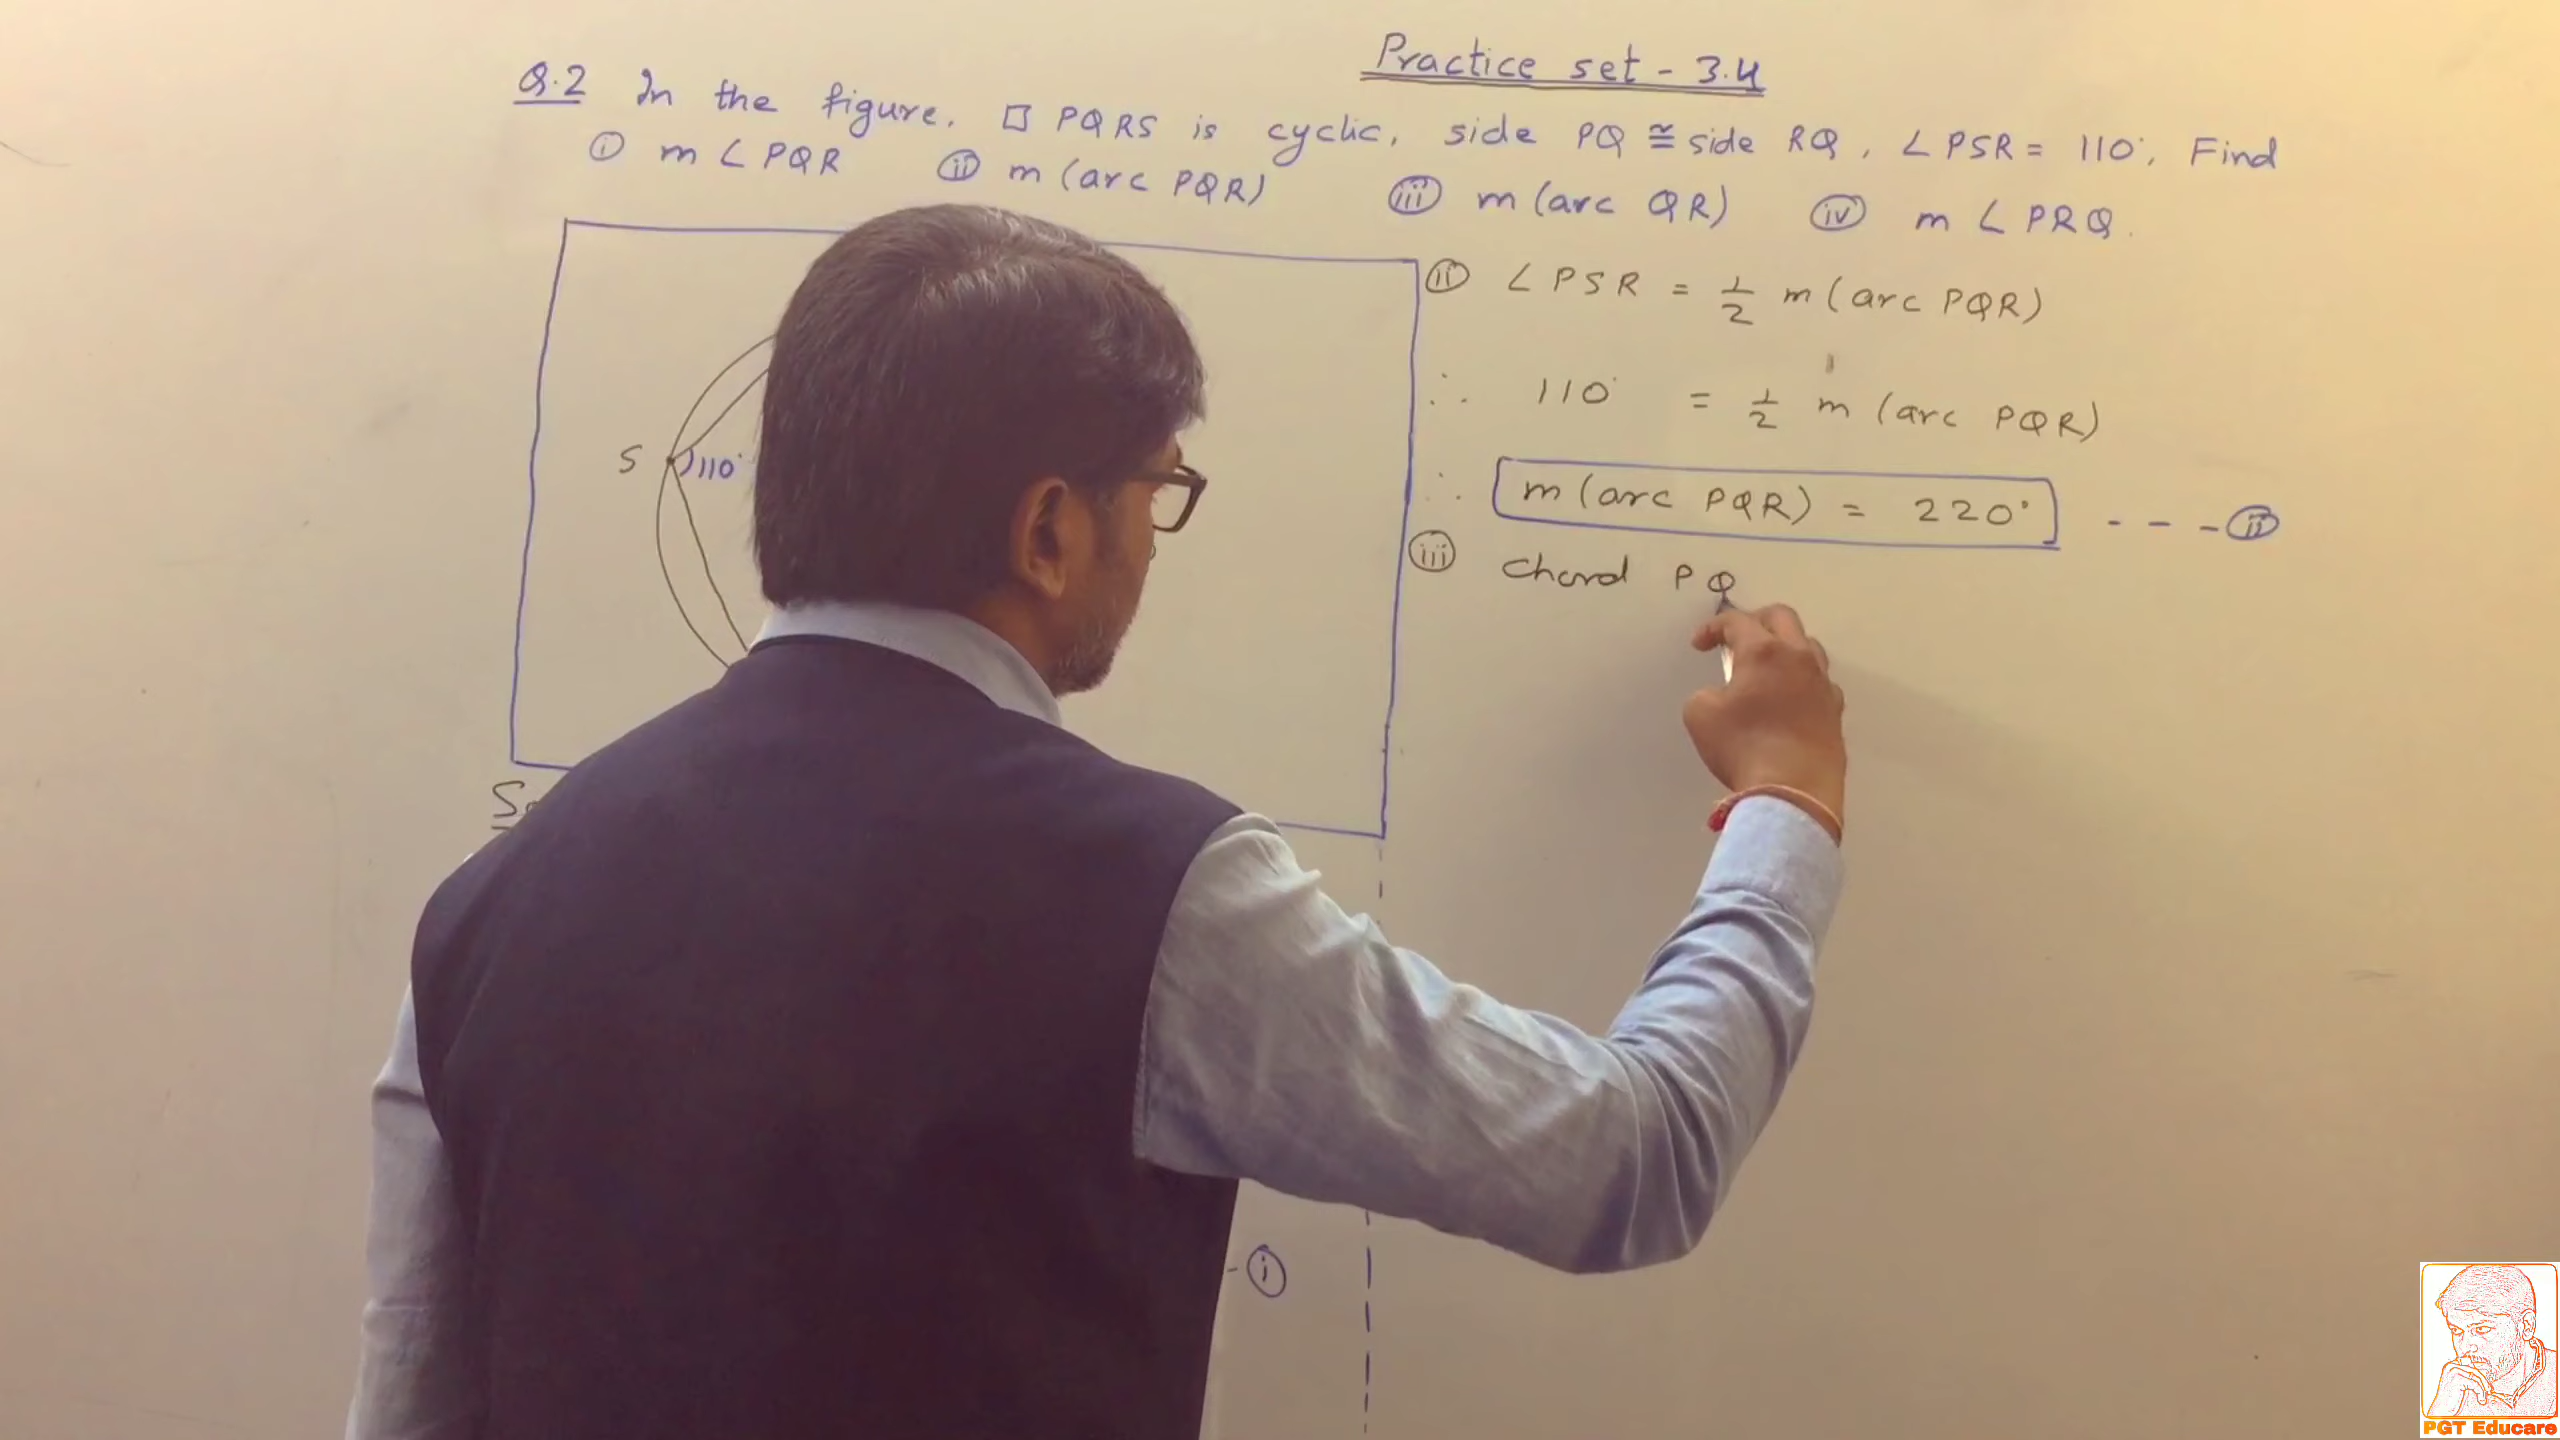 Practice set - 3.4
Q.2 In the figure. □ PQRS is cyclic, side PQ ≅ side RQ, ∠PSR = 110°, Find
ⓘ m∠PQR ⓘⓘ m(arc PQR) ⓘⓘⓘ m(arc QR) ⓘⓥ m∠PRQ.
S 110°
ⓘⓘ ∠PSR = 1/2 m(arc PQR)
∴ 110° = 1/2 m(arc PQR)
∴ m(arc PQR) = 220° - - - ⓘⓘ
ⓘⓘⓘ chord PQ
- ⓘ
PGT Educare